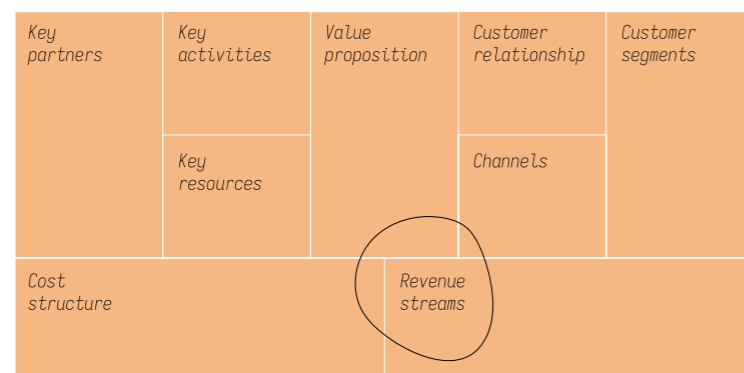 Key
partners
Key
activities
Key
resources
Value
proposition
Customer
relationship
Channels
Customer
segments
Cost
structure
Revenue
streams